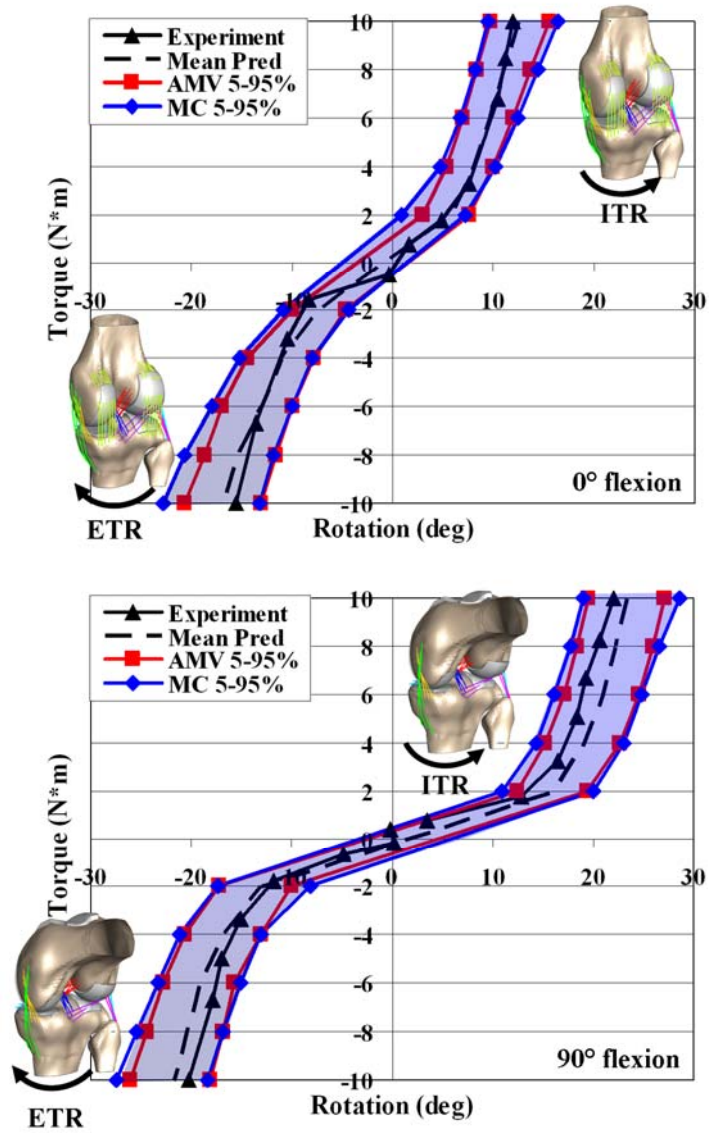 Experiment
Mean Pred
AMV 5-95%
MC 5-95%
10
8
6
4
2
0
-2
-4
-6
-8
-10
-30
-20
-10
0
10
20
30
Torque (N*m)
Rotation (deg)
ITR
ETR
0° flexion
Experiment
Mean Pred
AMV 5-95%
MC 5-95%
10
8
6
4
2
0
-2
-4
-6
-8
-10
-30
-20
-10
0
10
20
30
Torque (N*m)
Rotation (deg)
ITR
ETR
90° flexion